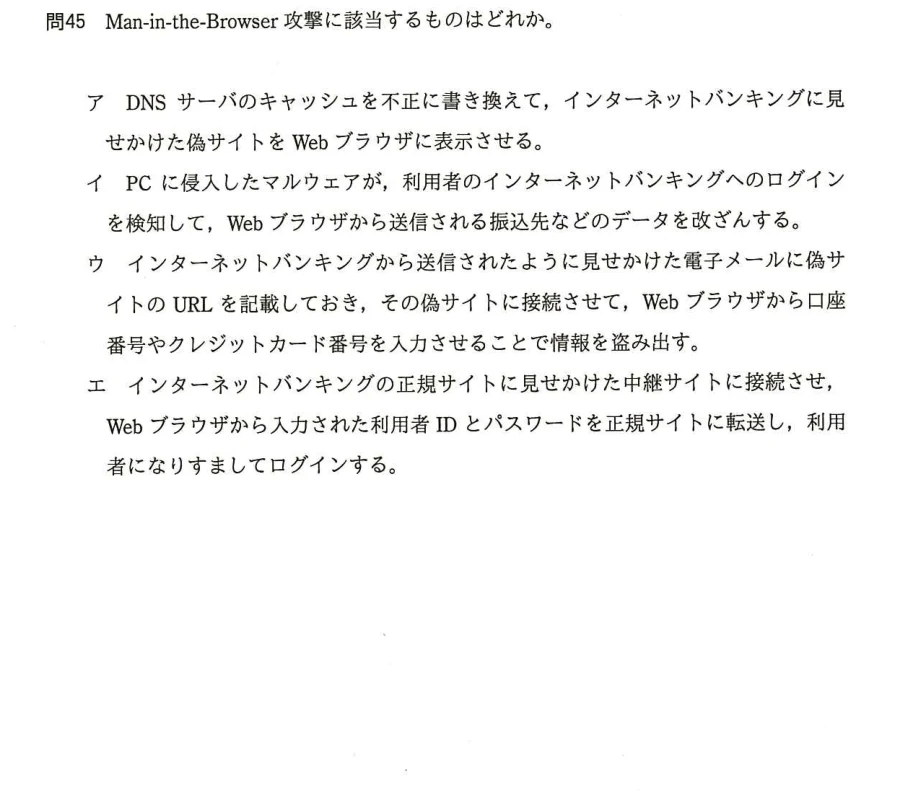 問45 Man-in-the-Browser 攻撃に該当するものはどれか。
ア DNS サーバのキャッシュを不正に書き換えて，インターネットバンキングに見
せかけた偽サイトを Web ブラウザに表示させる。
イ PC に侵入したマルウェアが，利用者のインターネットバンキングへのログイン
を検知して，Web ブラウザから送信される振込先などのデータを改ざんする。
ウ インターネットバンキングから送信されたように見せかけた電子メールに偽サ
イトの URL を記載しておき，その偽サイトに接続させて，Web ブラウザから口座
番号やクレジットカード番号を入力させることで情報を盗み出す。
エ インターネットバンキングの正規サイトに見せかけた中継サイトに接続させ，
Web ブラウザから入力された利用者 ID とパスワードを正規サイトに転送し，利用
者になりすましてログインする。